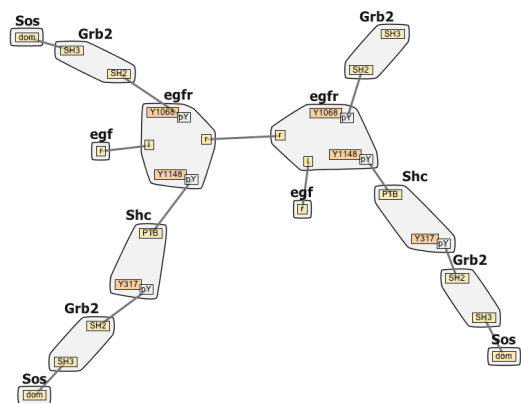 Sos
dom
Grb2
SH3
SH2
egfr
Y1068
pY
r
l
Y1148
pY
egf
r
Shc
PTB
Y317
pY
Grb2
SH2
SH3
Sos
dom
Grb2
SH3
SH2
egfr
Y1068
pY
r
Y1148
pY
l
egf
r
Shc
PTB
Y317
pY
Grb2
SH2
SH3
Sos
dom